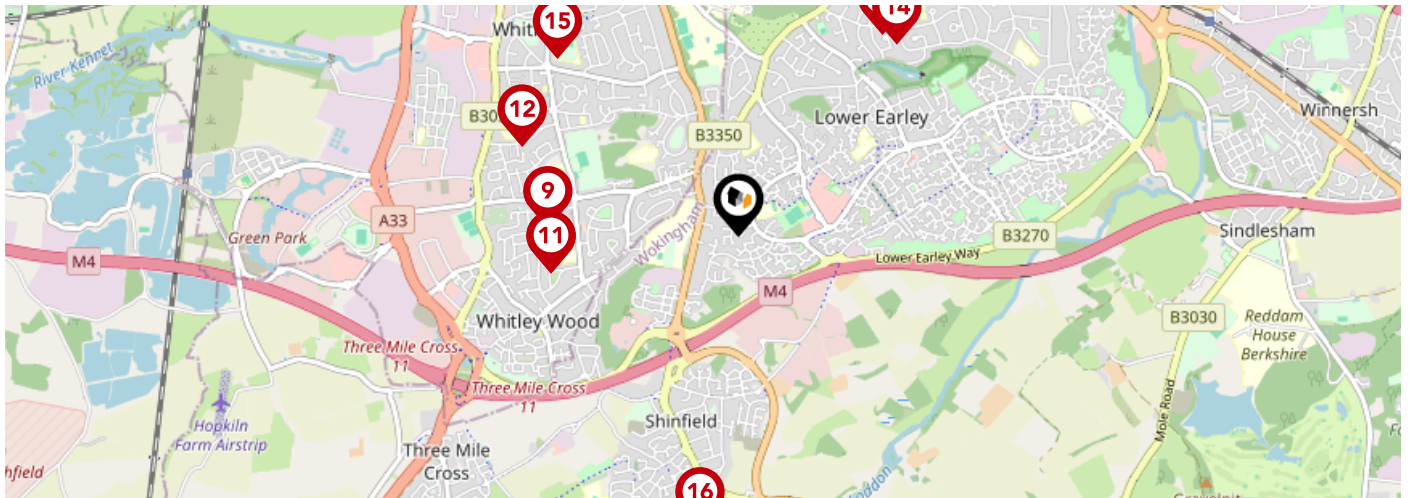 15
14
Whit
River Kennet
12
B30
Lower Earley
Winnersh
B3350
9
A33
11
Green Park
Wokingham
B3270
Sindlesham
M4
Lower Earley Way
M4
Whitley Wood
B3030
Reddam
House
Berkshire
Three Mile Cross
11
Three Mile Cross
11
Mole Road
Shinfield
Hopkiln
Farm Airstrip
Three Mile
Cross
hfield
16
oddon